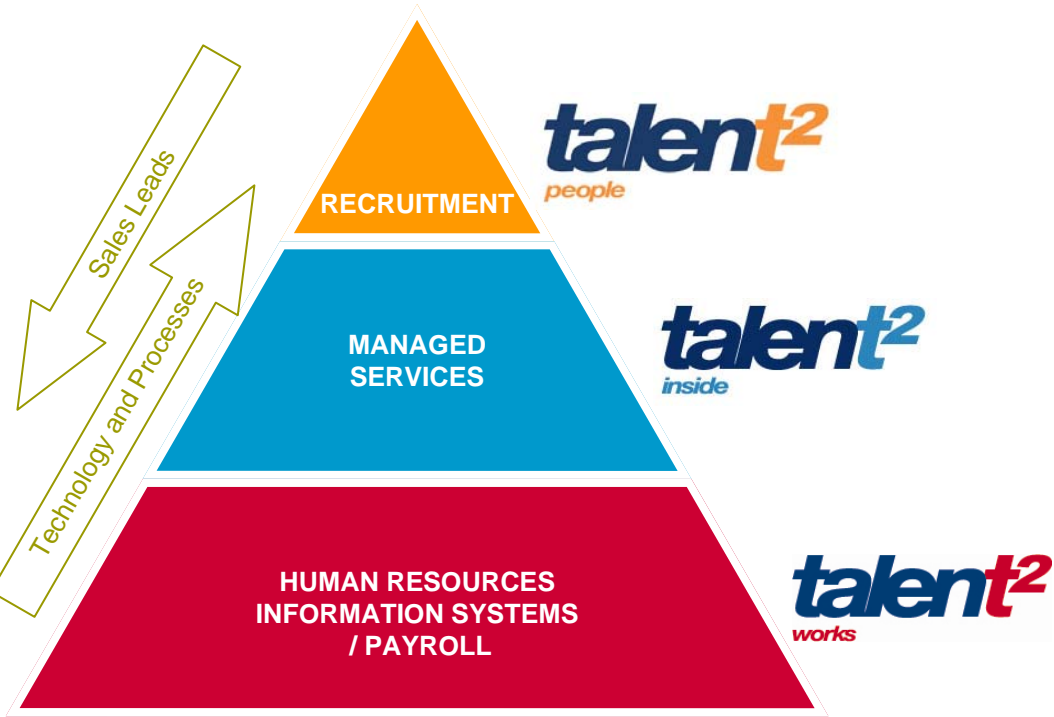 Sales Leads
Technology and Processes
RECRUITMENT
talent2
people
MANAGED
SERVICES
talent2
inside
HUMAN RESOURCES
INFORMATION SYSTEMS
/ PAYROLL
talent2
works